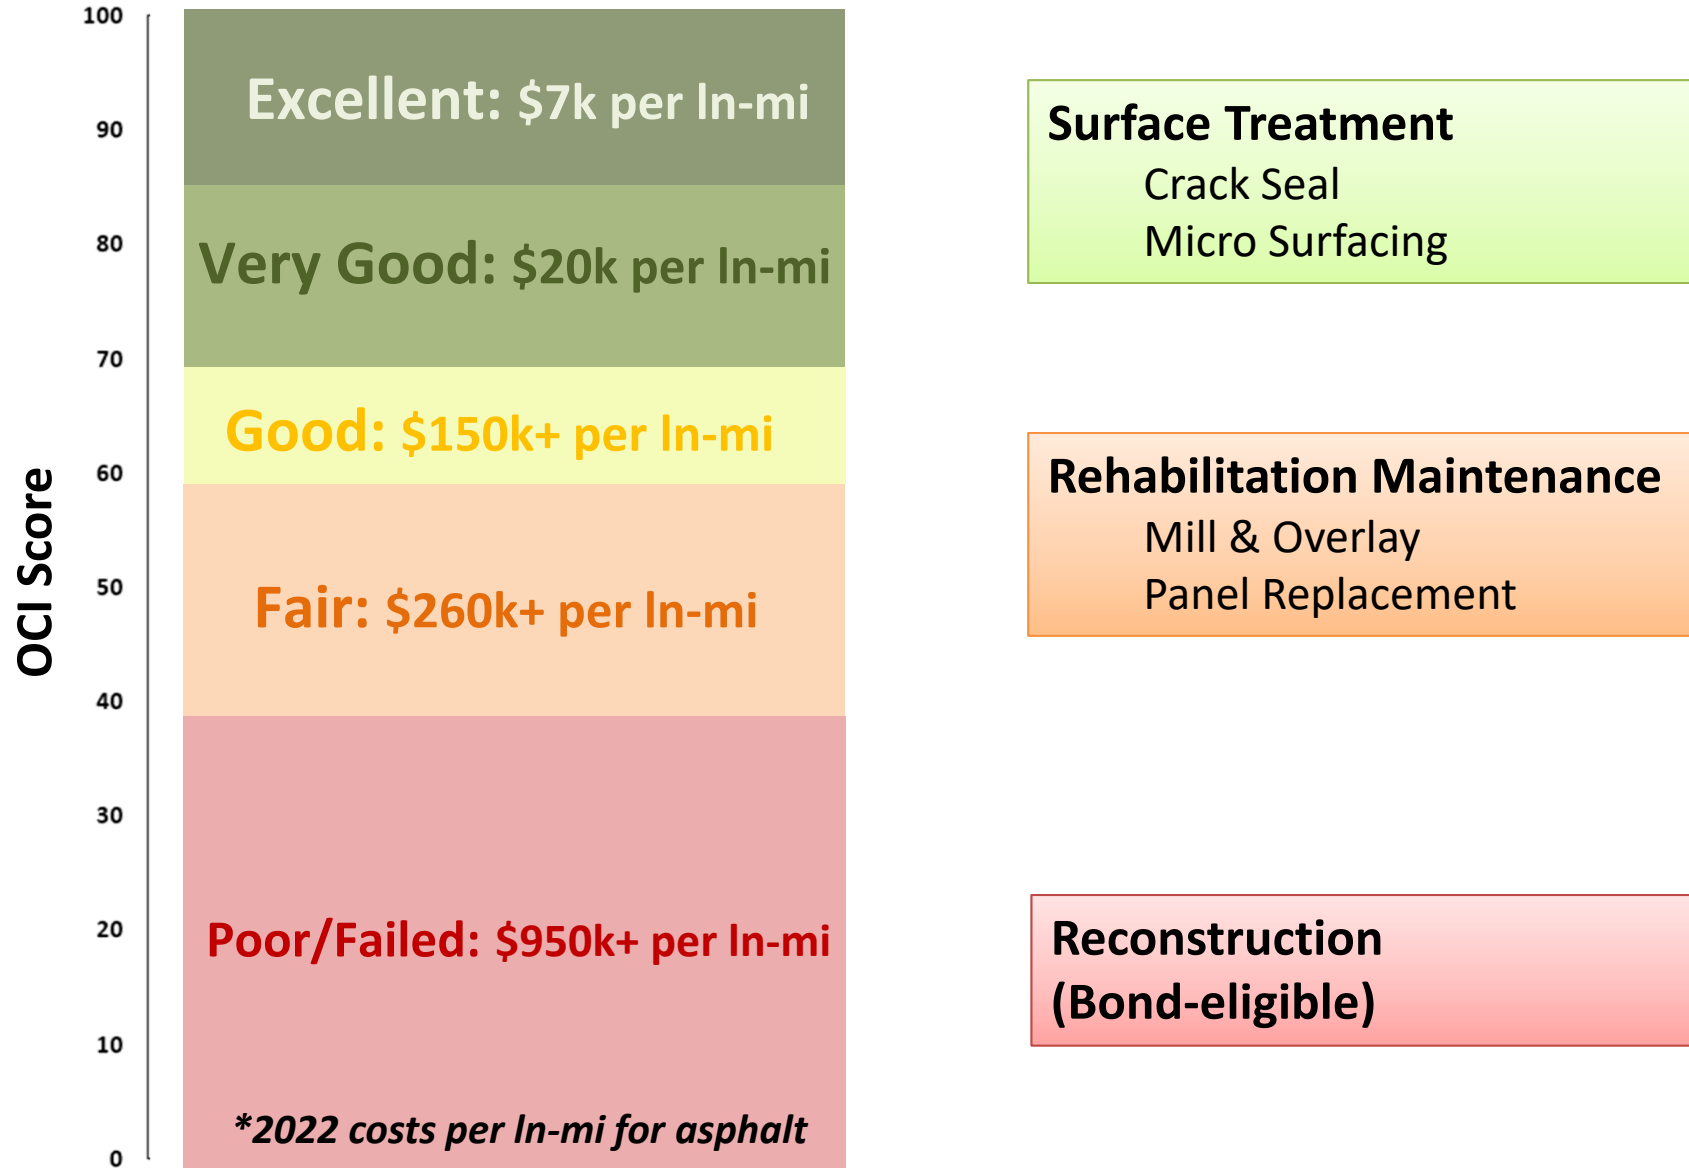 OCI Score
100
90
80
70
60
50
40
30
20
10
0
Excellent: $7k per ln-mi
Very Good: $20k per ln-mi
Good: $150k+ per ln-mi
Fair: $260k+ per ln-mi
Poor/Failed: $950k+ per ln-mi
*2022 costs per ln-mi for asphalt
Surface Treatment
Crack Seal
Micro Surfacing
Rehabilitation Maintenance
Mill & Overlay
Panel Replacement
Reconstruction
(Bond-eligible)